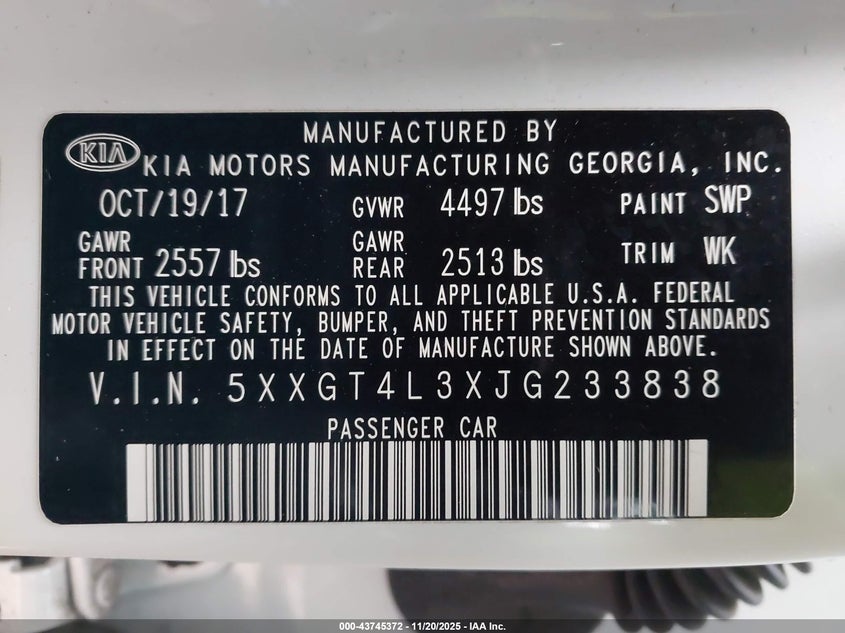 MANUFACTURED BY
KIA KIA MOTORS MANUFACTURING GEORGIA, INC.
OCT/19/17 GVWR 4497 lbs PAINT SWP
GAWR FRONT 2557 lbs GAWR REAR 2513 lbs TRIM WK
THIS VEHICLE CONFORMS TO ALL APPLICABLE U.S.A. FEDERAL
MOTOR VEHICLE SAFETY, BUMPER, AND THEFT PREVENTION STANDARDS
IN EFFECT ON THE DATE OF MANUFACTURE SHOWN ABOVE.
V.I.N. 5XXGT4L3XJG233838
PASSENGER CAR
000-43745372 - 11/20/2025 - IAA Inc.